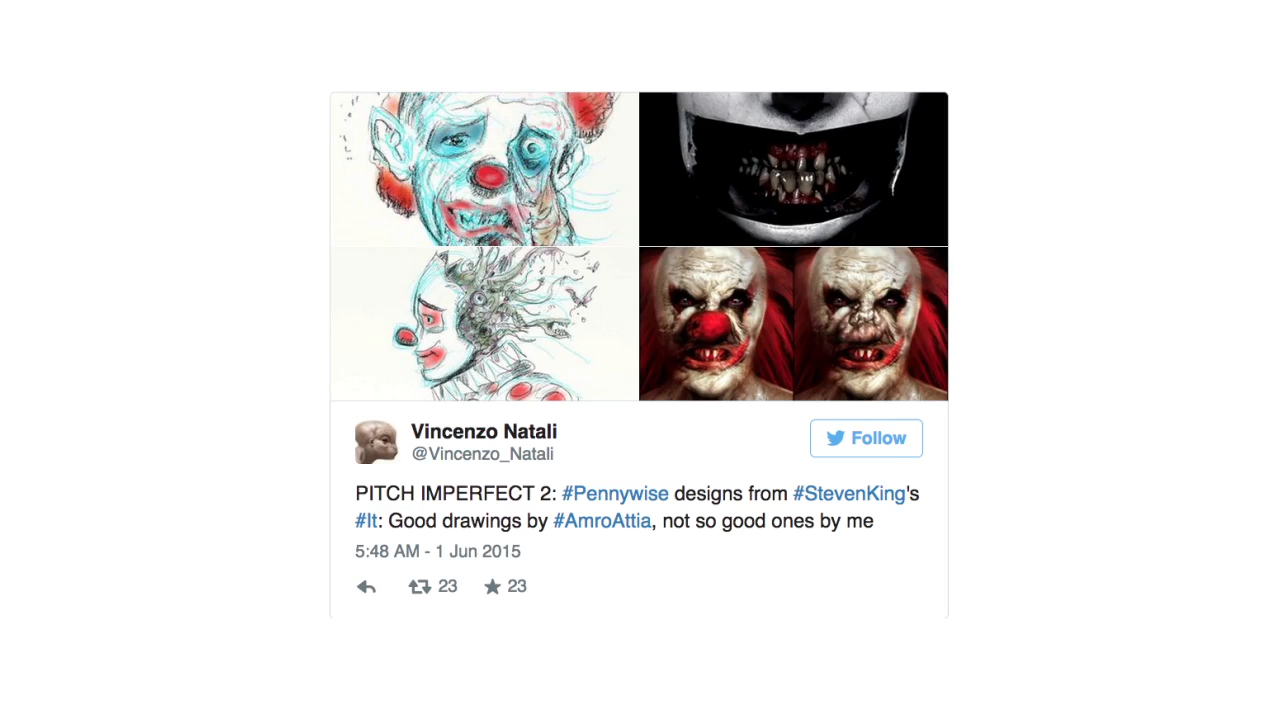 Vincenzo Natali
@Vincenzo_Natali
Follow
PITCH IMPERFECT 2: #Pennywise designs from #StevenKing's
#It: Good drawings by #AmroAttia, not so good ones by me
5:48 AM - 1 Jun 2015
23 23